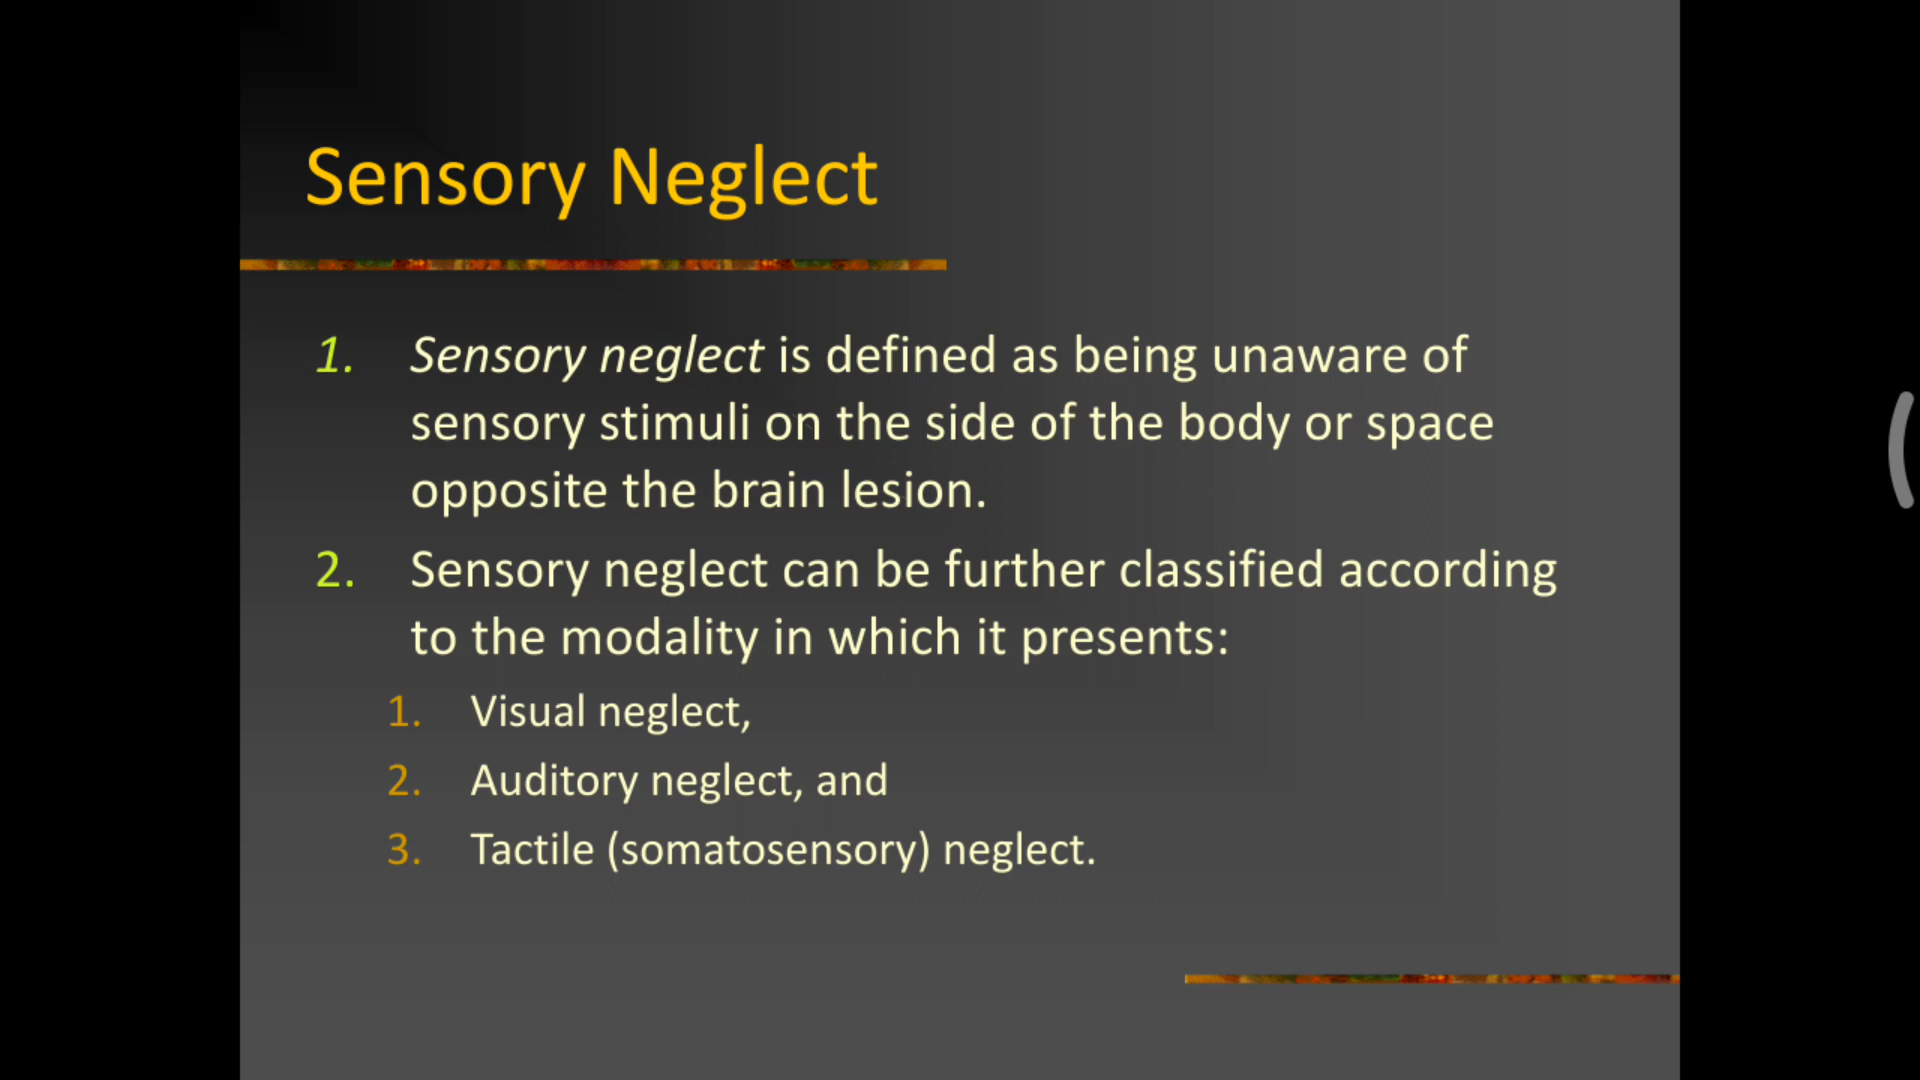 Sensory Neglect
1. Sensory neglect is defined as being unaware of
sensory stimuli on the side of the body or space
opposite the brain lesion.
2. Sensory neglect can be further classified according
to the modality in which it presents:
1. Visual neglect,
2. Auditory neglect, and
3. Tactile (somatosensory) neglect.